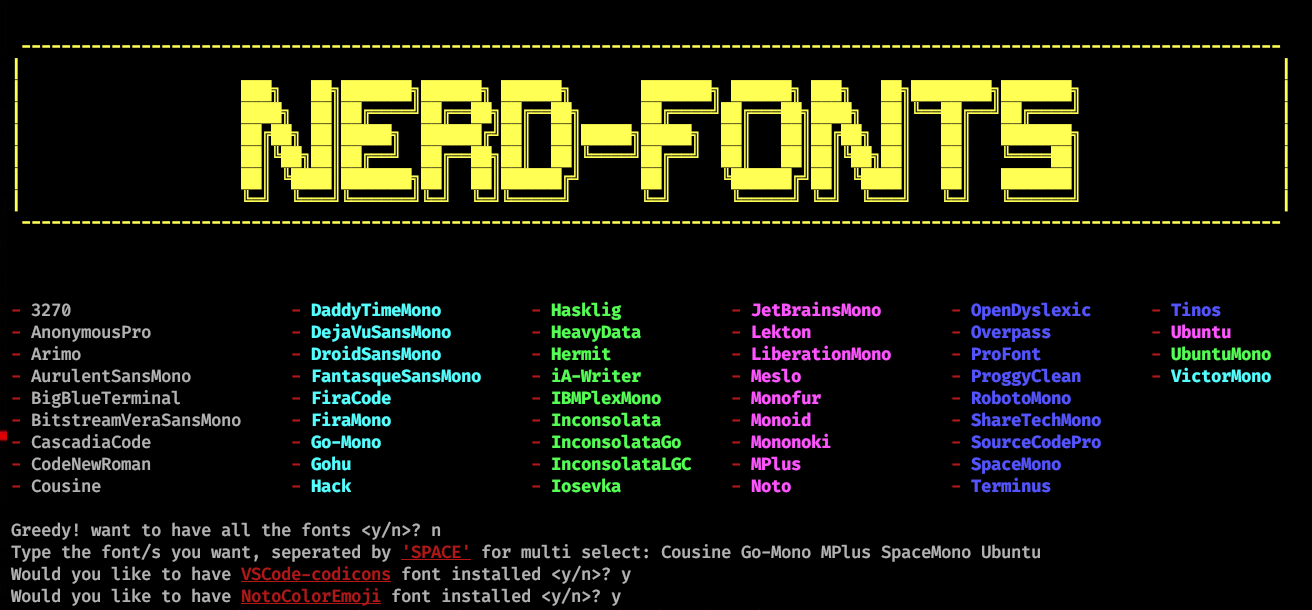 NERD-FONTS
- 3270 - DaddyTimeMono - Hasklig - JetBrainsMono - OpenDyslexic - Tinos
- AnonymousPro - DejaVuSansMono - HeavyData - Lekton - Overpass - Ubuntu
- Arimo - DroidSansMono - Hermit - LiberationMono - ProFont - UbuntuMono
- AurulentSansMono - FantasqueSansMono - iA-Writer - Meslo - ProggyClean - VictorMono
- BigBlueTerminal - FiraCode - IBMPlexMono - Monofur - RobotoMono
- BitstreamVeraSansMono - FiraMono - Inconsolata - Monoid - ShareTechMono
- CascadiaCode - Go-Mono - InconsolataGo - Mononoki - SourceCodePro
- CodeNewRoman - Gohu - InconsolataLGC - MPlus - SpaceMono
- Cousine - Hack - Iosevka - Noto - Terminus
Greedy! want to have all the fonts <y/n>? n
Type the font/s you want, seperated by 'SPACE' for multi select: Cousine Go-Mono MPlus SpaceMono Ubuntu
Would you like to have VSCode-codicons font installed <y/n>? y
Would you like to have NotoColorEmoji font installed <y/n>? y